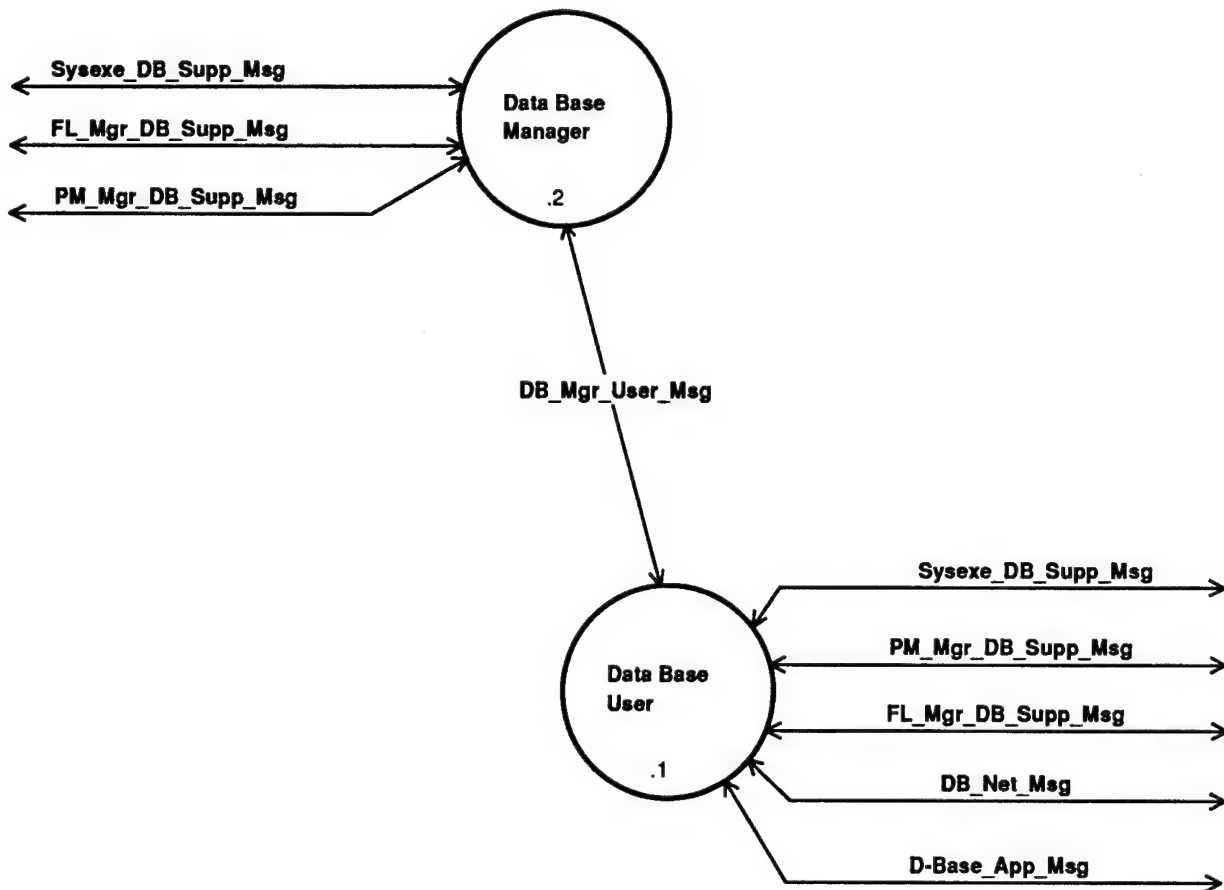 Sysexe_DB_Supp_Msg
FL_Mgr_DB_Supp_Msg
PM_Mgr_DB_Supp_Msg
Data Base
Manager
.2
DB_Mgr_User_Msg
Data Base
User
.1
Sysexe_DB_Supp_Msg
PM_Mgr_DB_Supp_Msg
FL_Mgr_DB_Supp_Msg
DB_Net_Msg
D-Base_App_Msg